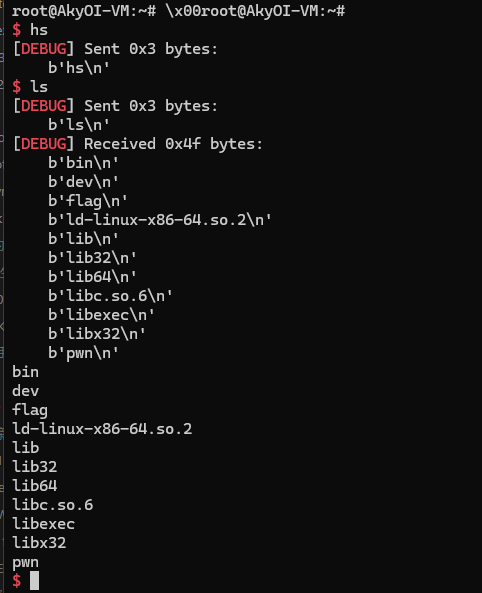 root@AkyOI-VM:~# \x00root@AkyOI-VM:~#
$ hs
[DEBUG] Sent 0x3 bytes:
    b'hs\n'
$ ls
[DEBUG] Sent 0x3 bytes:
    b'ls\n'
[DEBUG] Received 0x4f bytes:
    b'bin\n'
    b'dev\n'
    b'flag\n'
    b'ld-linux-x86-64.so.2\n'
    b'lib\n'
    b'lib32\n'
    b'lib64\n'
    b'libc.so.6\n'
    b'libexec\n'
    b'libx32\n'
    b'pwn\n'
bin
dev
flag
ld-linux-x86-64.so.2
lib
lib32
lib64
libc.so.6
libexec
libx32
pwn
$